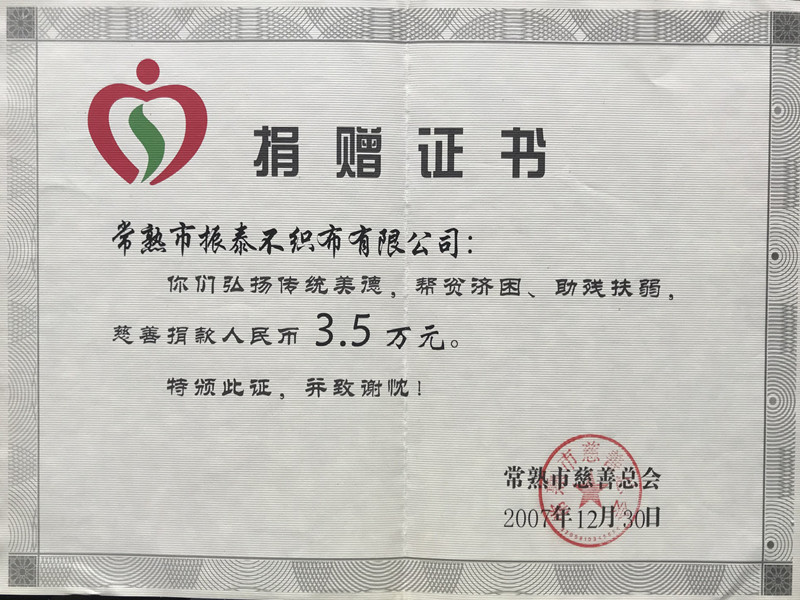 捐赠证书
常熟市振泰不织布有限公司：
你们弘扬传统美德，帮贫济困、助残扶弱，
慈善捐款人民币 3.5 万元。
特颁此证，并致谢忱！
常熟市慈善总会
2007年12月30日